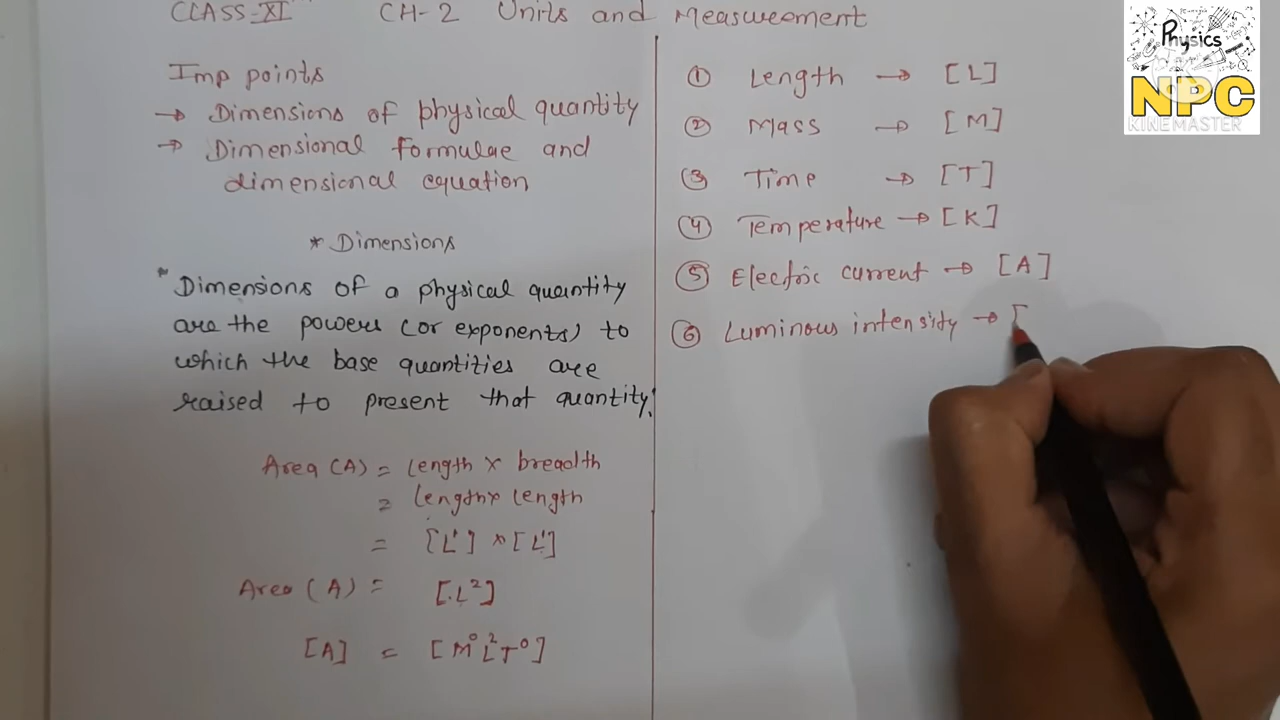 CLASS-XI CH-2 Units and Measurement
Imp points
→ Dimensions of physical quantity
→ Dimensional formulae and
dimensional equation
* Dimensions
"Dimensions of a physical quantity
are the powers (or exponents) to
which the base quantities are
raised to present that quantity."
Area (A) = length × breadth
= length × length
= [L¹] × [L¹]
Area (A) = [L²]
[A] = [M⁰L²T⁰]
① Length → [L]
② Mass → [M]
③ Time → [T]
④ Temperature → [K]
⑤ Electric current → [A]
⑥ Luminous intensity → [
Physics
NPC
KINEMASTER